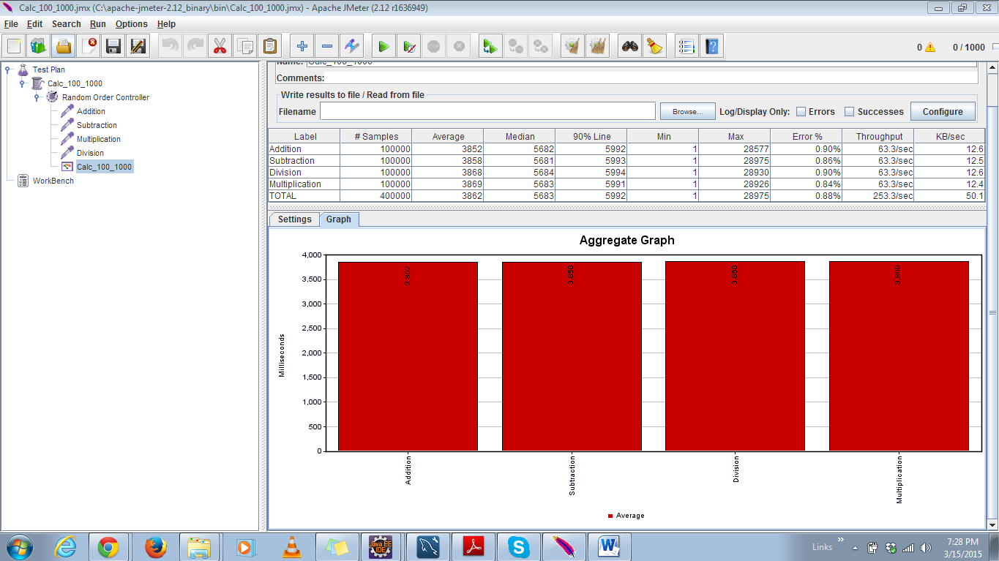 Calc_100_1000.jmx (C:\apache-jmeter-2.12_binary\bin\Calc_100_1000.jmx) - Apache JMeter (2.12 r1636949)
File Edit Search Run Options Help
0 0 / 1000
Test Plan
Calc_100_1000
Random Order Controller
Addition
Subtraction
Multiplication
Division
Calc_100_1000
WorkBench
Name: Calc_100_1000
Comments:
Write results to file / Read from file
Filename Browse... Log/Display Only: Errors Successes Configure
Label # Samples Average Median 90% Line Min Max Error % Throughput KB/sec
Addition 100000 3852 5682 5992 1 28577 0.90% 63.3/sec 12.6
Subtraction 100000 3858 5681 5993 1 28975 0.86% 63.3/sec 12.5
Division 100000 3868 5684 5994 1 28930 0.90% 63.3/sec 12.6
Multiplication 100000 3869 5683 5991 1 28926 0.84% 63.3/sec 12.4
TOTAL 400000 3862 5683 5992 1 28975 0.88% 253.3/sec 50.1
Settings Graph
Aggregate Graph
4,000
3,500
3,000
2,500
2,000
1,500
1,000
500
0
Milliseconds
3,852 3,858 3,868 3,869
Addition Subtraction Division Multiplication
Average
Java EE
IDE
Links
7:28 PM
3/15/2015